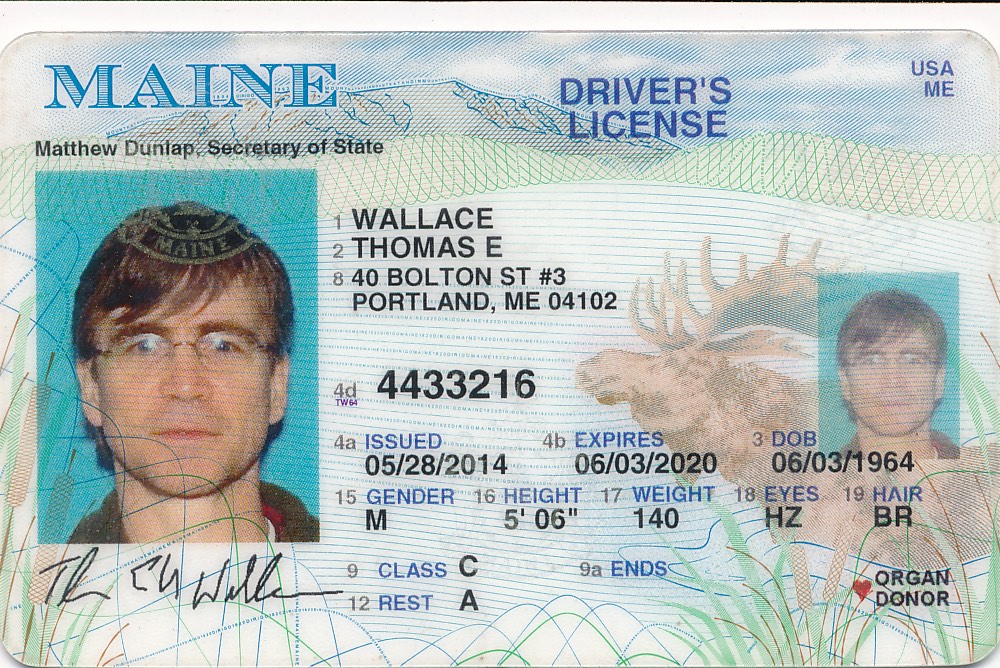 MAINE
DRIVER'S
LICENSE
USA
ME
Matthew Dunlap, Secretary of State
MAINE
1 WALLACE
2 THOMAS E
8 40 BOLTON ST #3
PORTLAND, ME 04102
4d 4433216
TW64
4a ISSUED 4b EXPIRES 3 DOB
05/28/2014 06/03/2020 06/03/1964
15 GENDER 16 HEIGHT 17 WEIGHT 18 EYES 19 HAIR
M 5' 06" 140 HZ BR
9 CLASS C 9a ENDS
12 REST A
ORGAN
DONOR